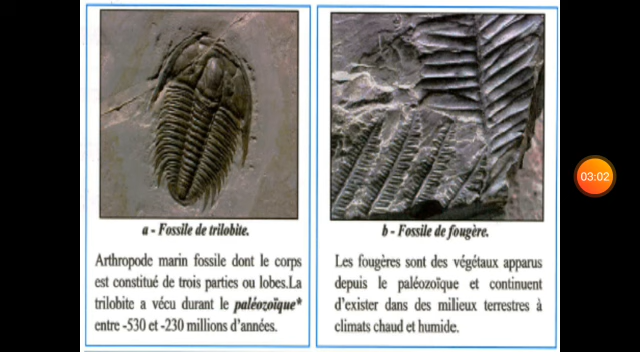 a - Fossile de trilobite.
Arthropode marin fossile dont le corps
est constitué de trois parties ou lobes.La
trilobite a vécu durant le paléozoïque*
entre -530 et -230 millions d'années.
b - Fossile de fougère.
Les fougères sont des végétaux apparus
depuis le paléozoïque et continuent
d'exister dans des milieux terrestres à
climats chaud et humide.
03:02